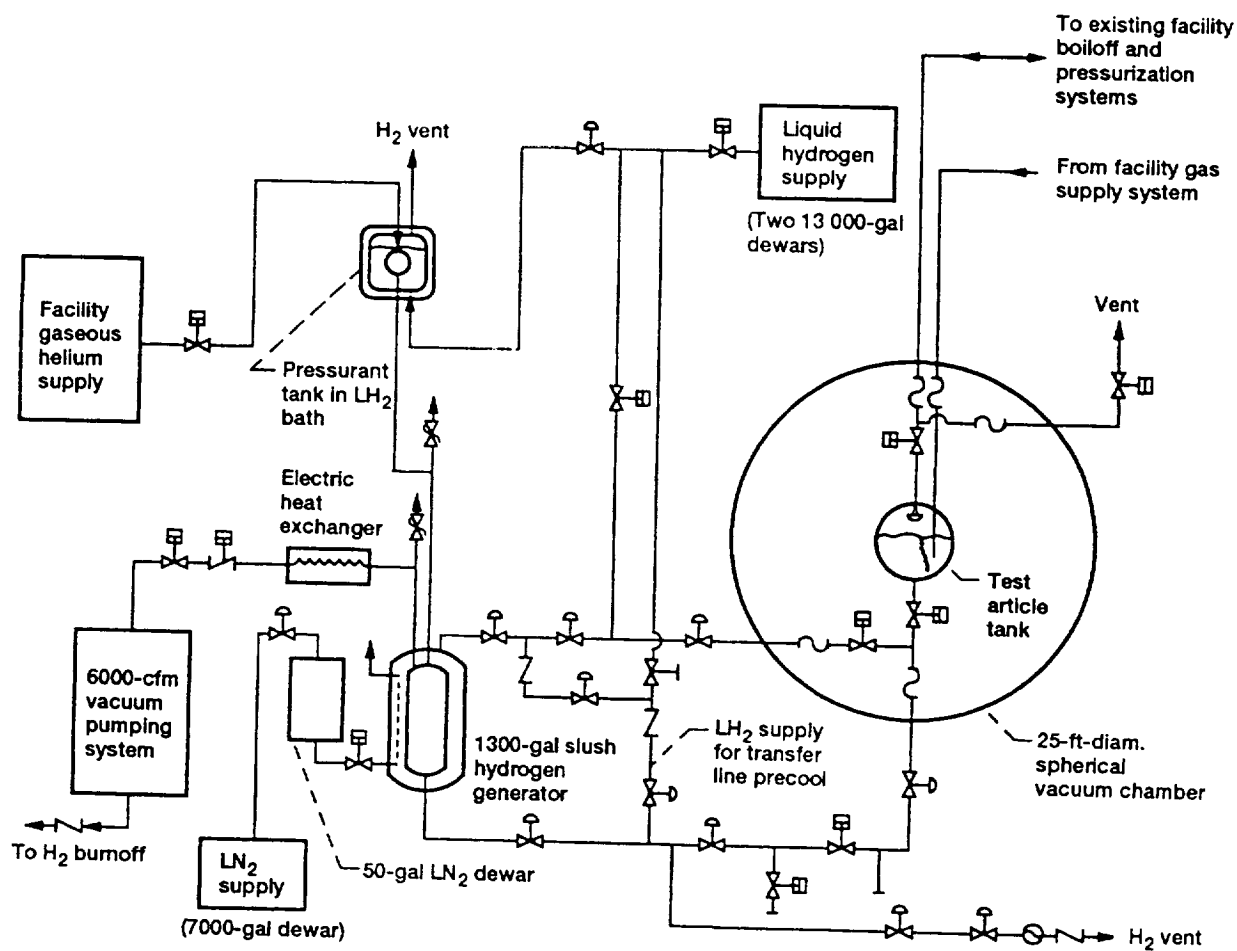 To existing facility
boiloff and
pressurization
systems
H2 vent
Liquid
hydrogen
supply
(Two 13 000-gal
dewars)
From facility gas
supply system
Facility
gaseous
helium
supply
Pressurant
tank in LH2
bath
Vent
Electric
heat
exchanger
Test
article
tank
6000-cfm
vacuum
pumping
system
1300-gal slush
hydrogen
generator
LH2 supply
for transfer
line precool
25-ft-diam.
spherical
vacuum chamber
To H2 burnoff
LN2
supply
(7000-gal dewar)
50-gal LN2 dewar
H2 vent